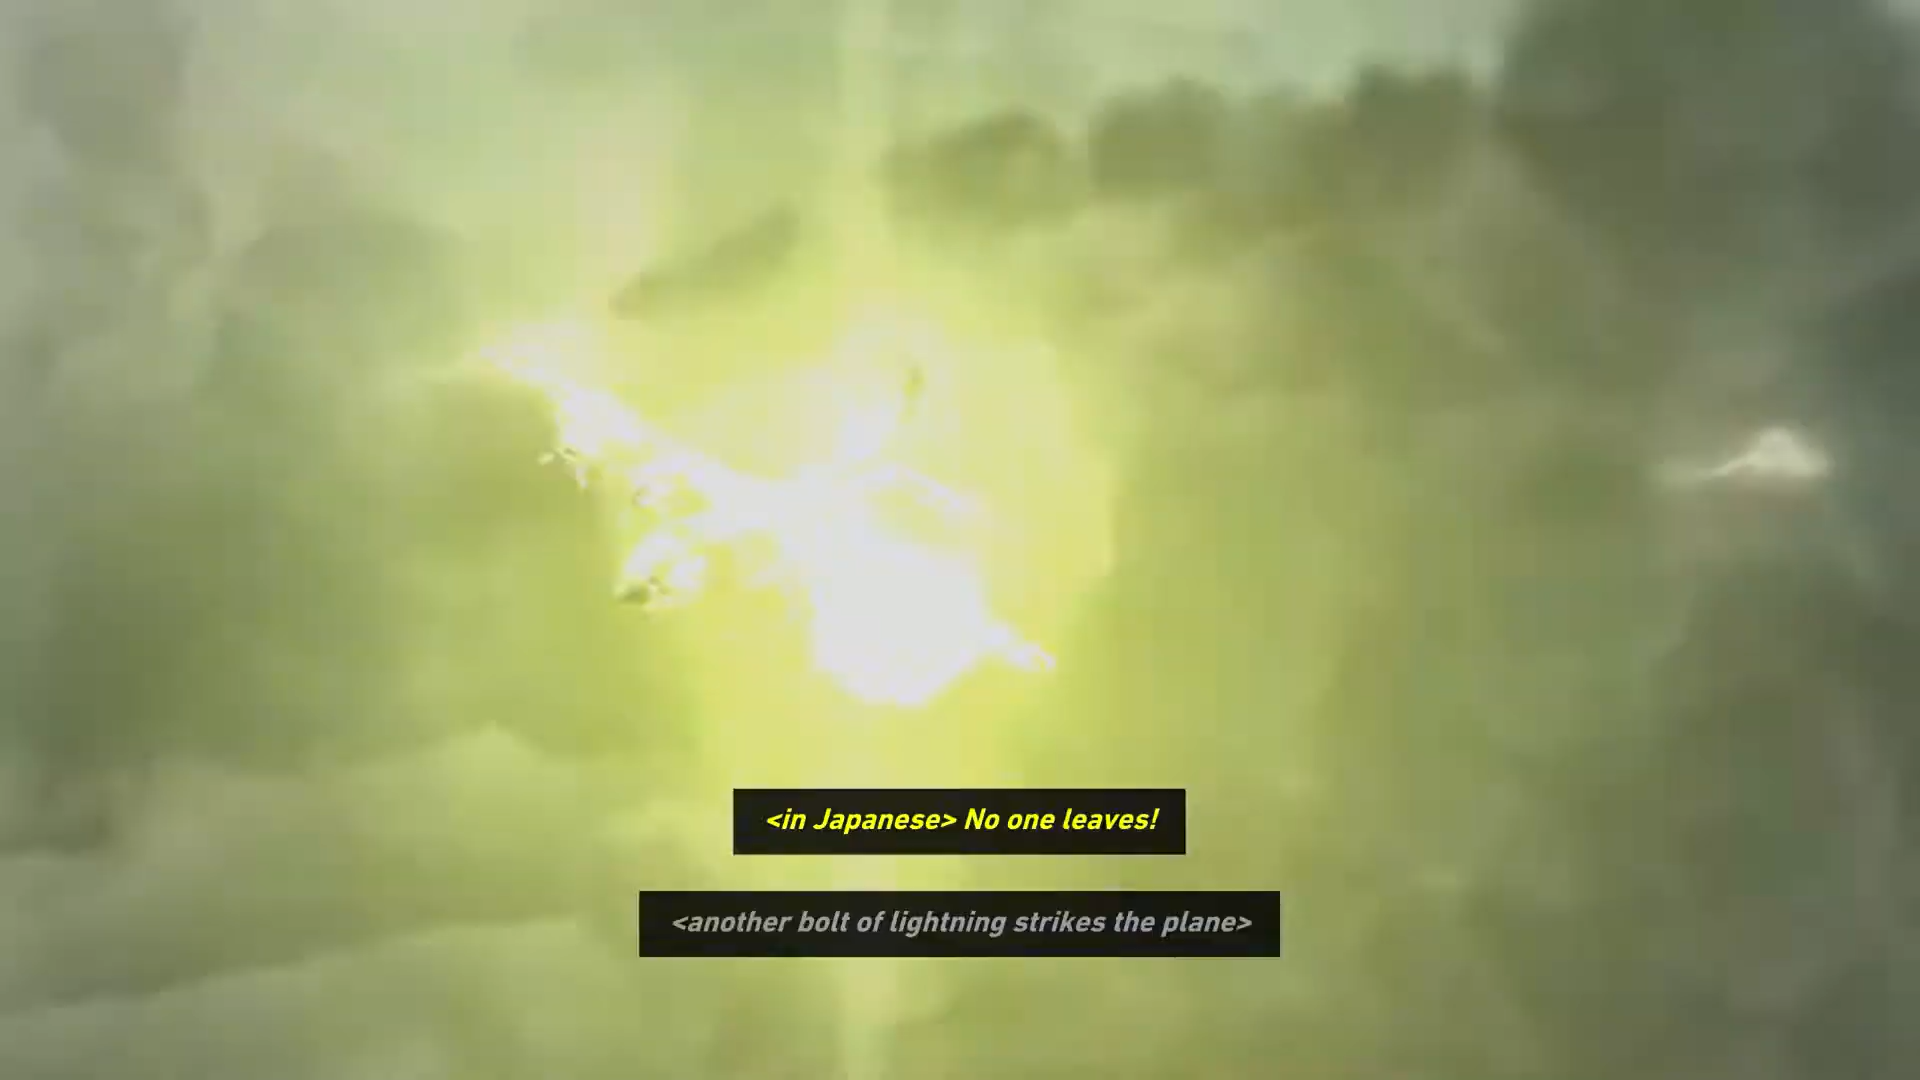 <in Japanese> No one leaves!
<another bolt of lightning strikes the plane>